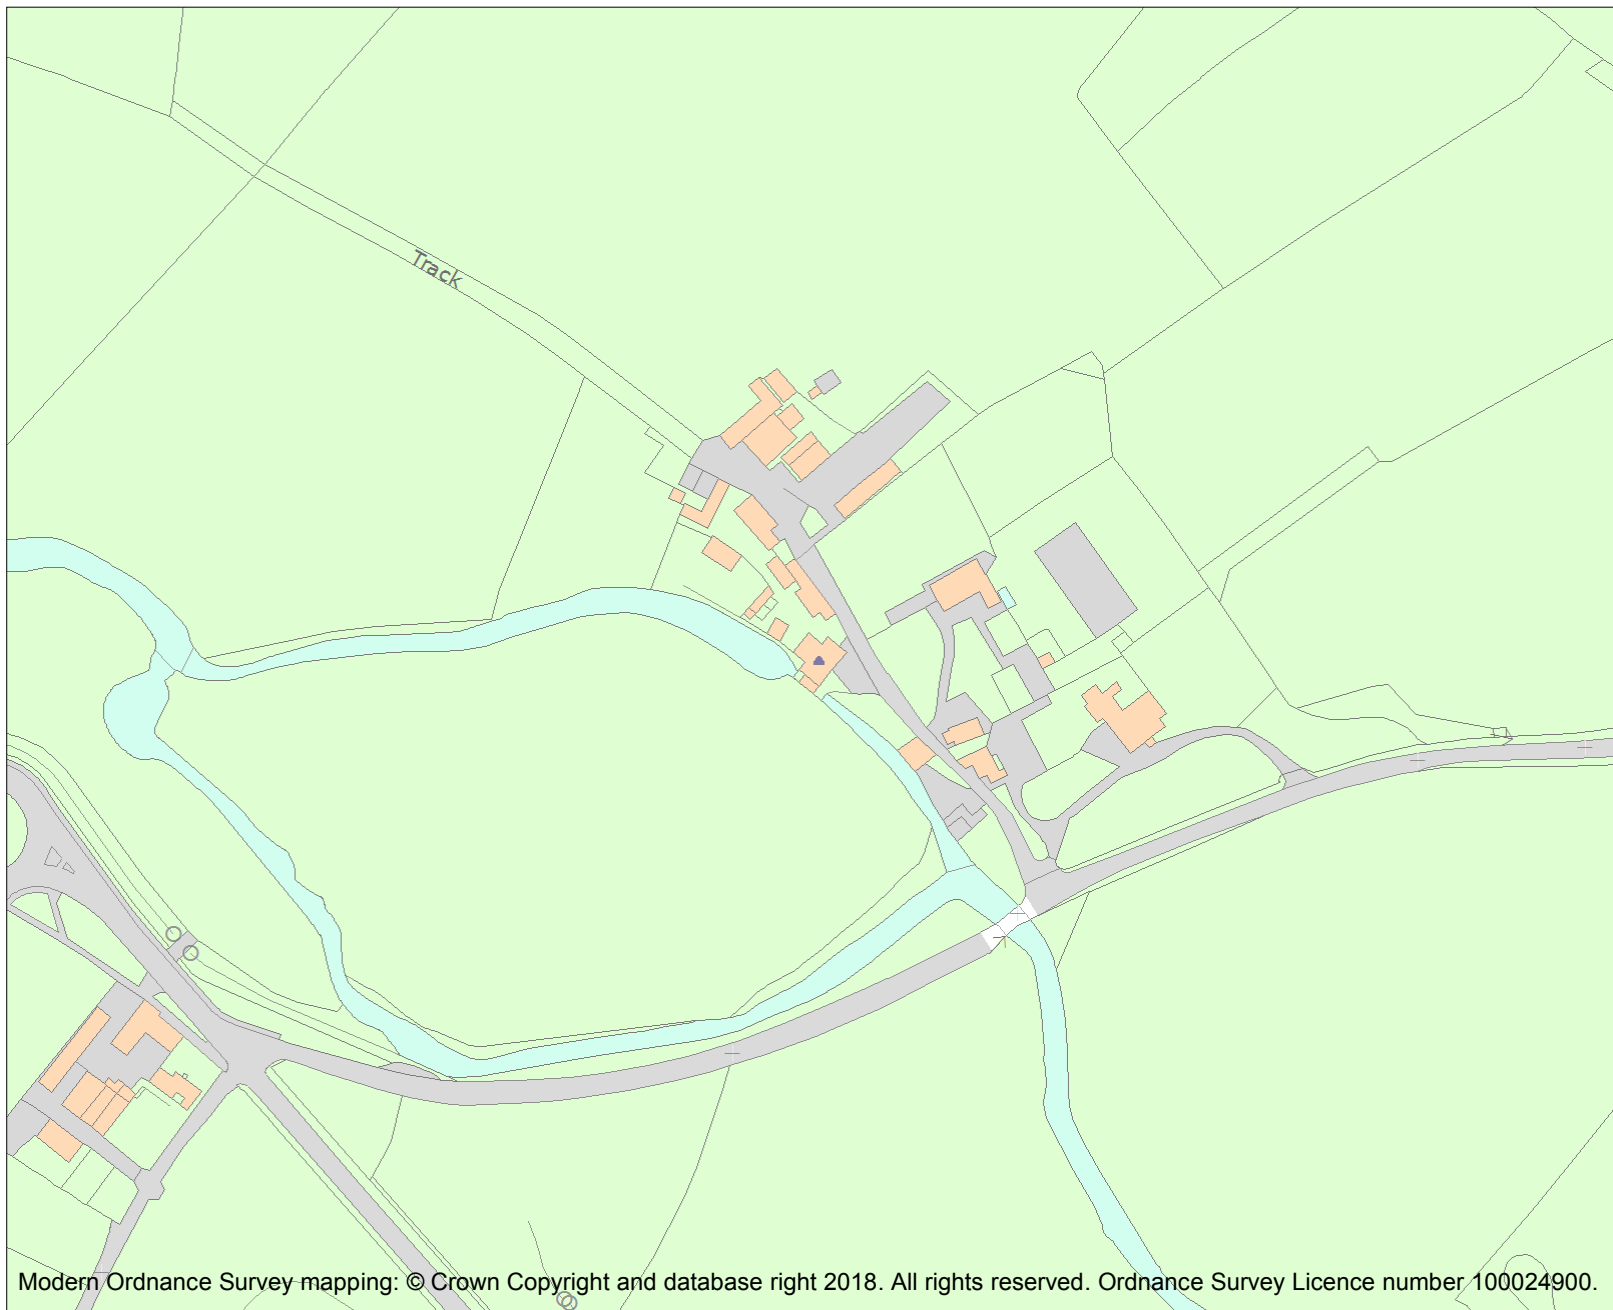 Track
Modern Ordnance Survey mapping: © Crown Copyright and database right 2018. All rights reserved. Ordnance Survey Licence number 100024900.